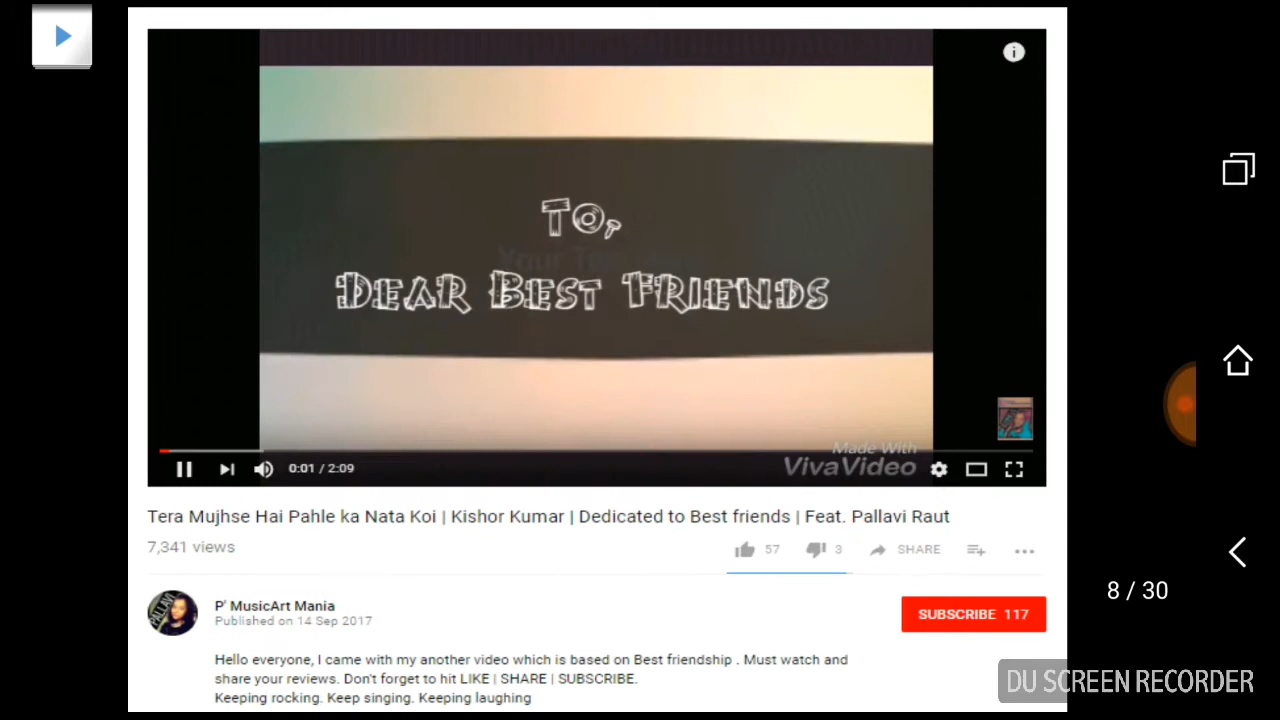 To,
Dear Best Friends
Made With
VivaVideo
0:01 / 2:09
Tera Mujhse Hai Pahle ka Nata Koi | Kishor Kumar | Dedicated to Best friends | Feat. Pallavi Raut
7,341 views
57
3
SHARE
P' MusicArt Mania
Published on 14 Sep 2017
SUBSCRIBE 117
8 / 30
PALLAVI
Hello everyone, I came with my another video which is based on Best friendship . Must watch and
share your reviews. Don't forget to hit LIKE | SHARE | SUBSCRIBE.
Keeping rocking. Keep singing. Keeping laughing
DU SCREEN RECORDER